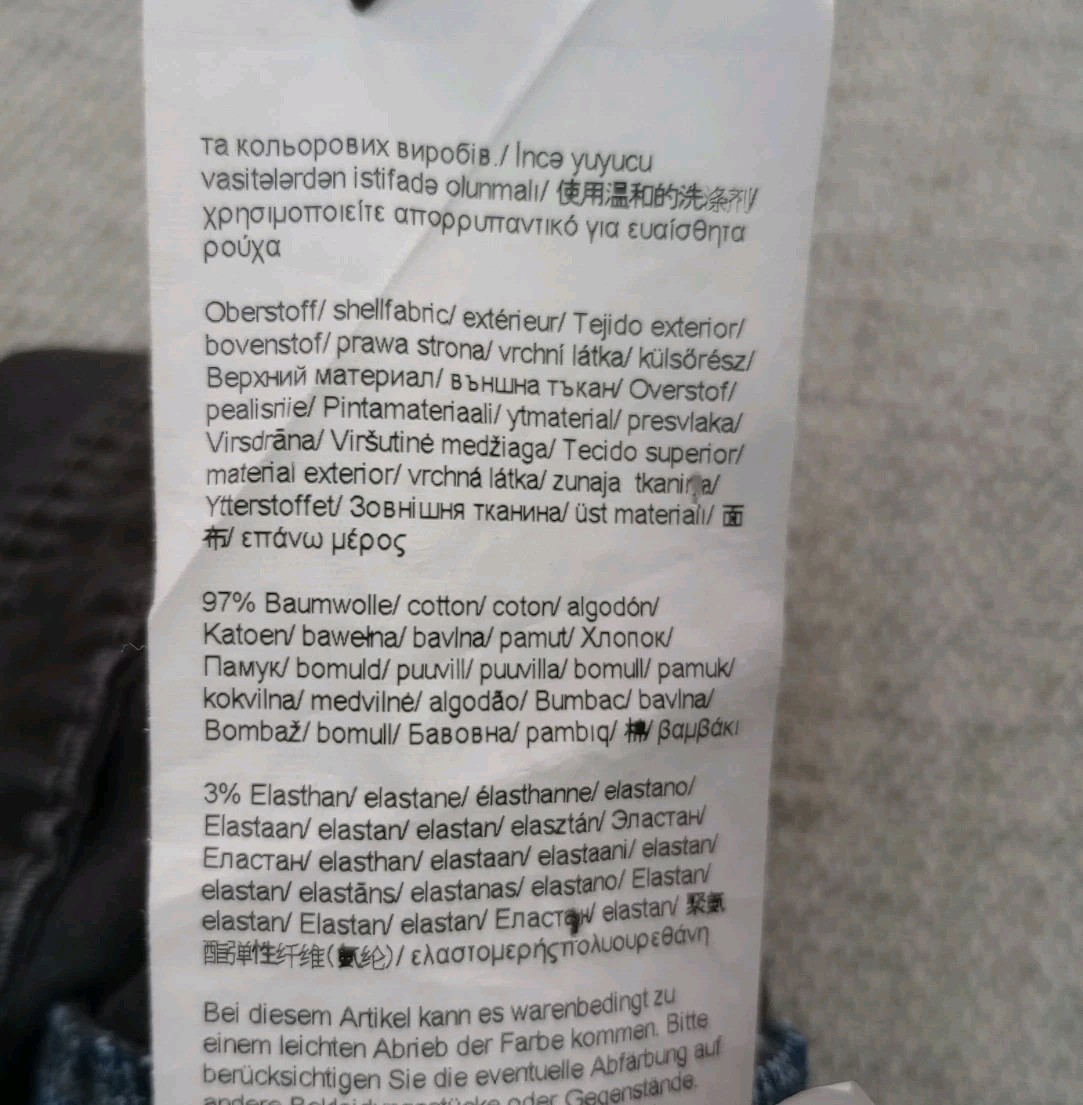 та кольорових виробів./ İncə yuyucu
vasitələrdən istifadə olunmalı/ 使用温和的洗涤剂/
χρησιμοποιείτε απορρυπαντικό για ευαίσθητα
ρούχα
Oberstoff/ shellfabric/ extérieur/ Tejido exterior/
bovenstof/ prawa strona/ vrchní látka/ külsőrész/
Верхний материал/ външна тъкан/ Overstof/
pealisriie/ Pintamateriaali/ ytmaterial/ presvlaka/
Virsdrāna/ Viršutinė medžiaga/ Tecido superior/
material exterior/ vrchná látka/ zunaja tkanina/
Ytterstoffet/ Зовнішня тканина/ üst materialı/ 面
布/ επάνω μέρος
97% Baumwolle/ cotton/ coton/ algodón/
Katoen/ bawełna/ bavlna/ pamut/ Хлопок/
Памук/ bomuld/ puuvill/ puuvilla/ bomull/ pamuk/
kokvilna/ medvilnė/ algodão/ Bumbac/ bavlna/
Bombaž/ bomull/ Бавовна/ pambıq/ 棉/ βαμβάκι
3% Elasthan/ elastane/ élasthanne/ elastano/
Elastaan/ elastan/ elastan/ elasztán/ Эластан/
Еластан/ elasthan/ elastaan/ elastaani/ elastan/
elastan/ elastāns/ elastanas/ elastano/ Elastan/
elastan/ Elastan/ elastan/ Еластан/ elastan/ 聚氨
酯弹性纤维(氨纶)/ ελαστομερήςπολυουρεθάνη
Bei diesem Artikel kann es warenbedingt zu
einem leichten Abrieb der Farbe kommen. Bitte
berücksichtigen Sie die eventuelle Abfärbung auf
andere Bekleidungsstücke oder Gegenstände.